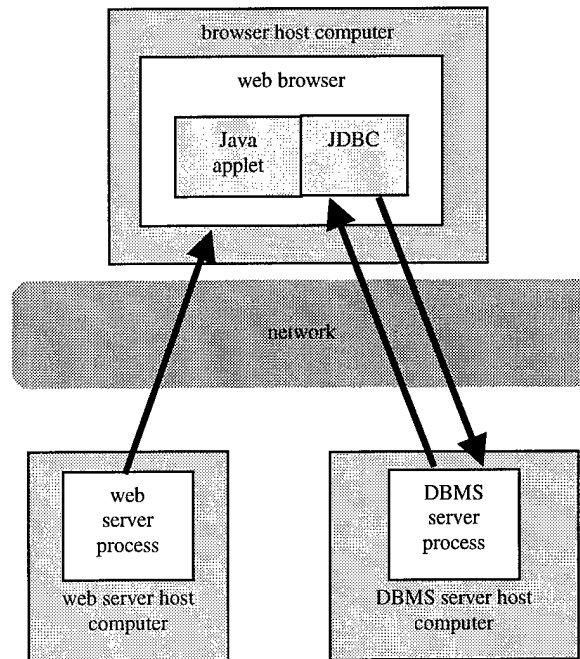 browser host computer
web browser
Java
applet
JDBC
network
web
server
process
web server host
computer
DBMS
server
process
DBMS server host
computer